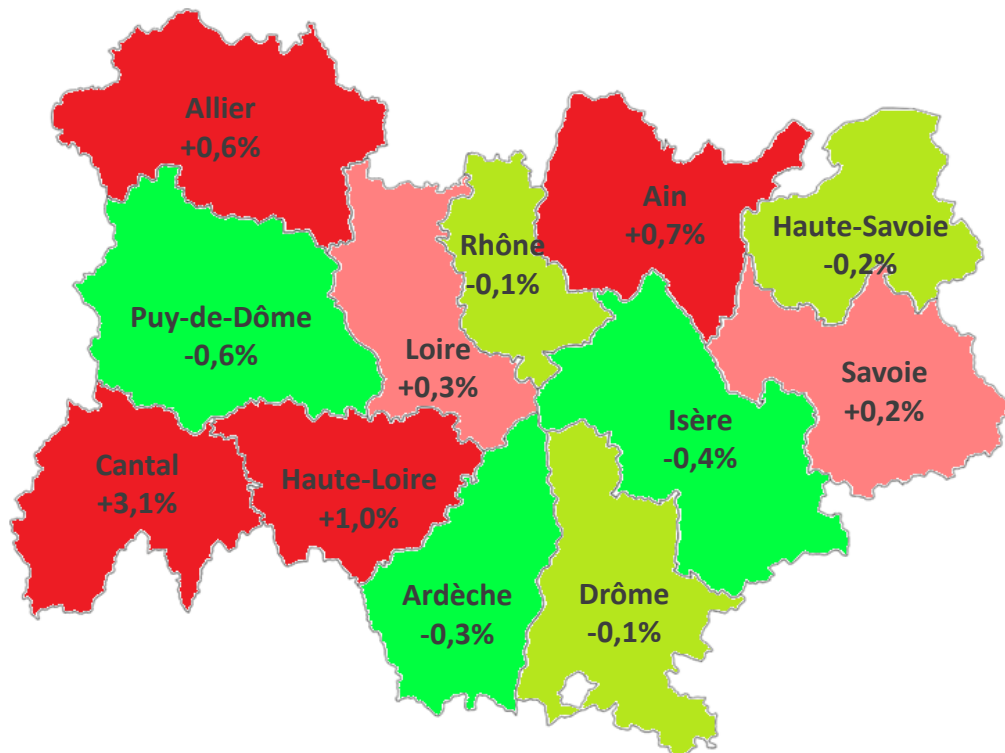 Allier
+0,6%
Ain
+0,7%
Haute-Savoie
-0,2%
Rhône
-0,1%
Puy-de-Dôme
-0,6%
Loire
+0,3%
Savoie
+0,2%
Isère
-0,4%
Cantal
+3,1%
Haute-Loire
+1,0%
Ardèche
-0,3%
Drôme
-0,1%